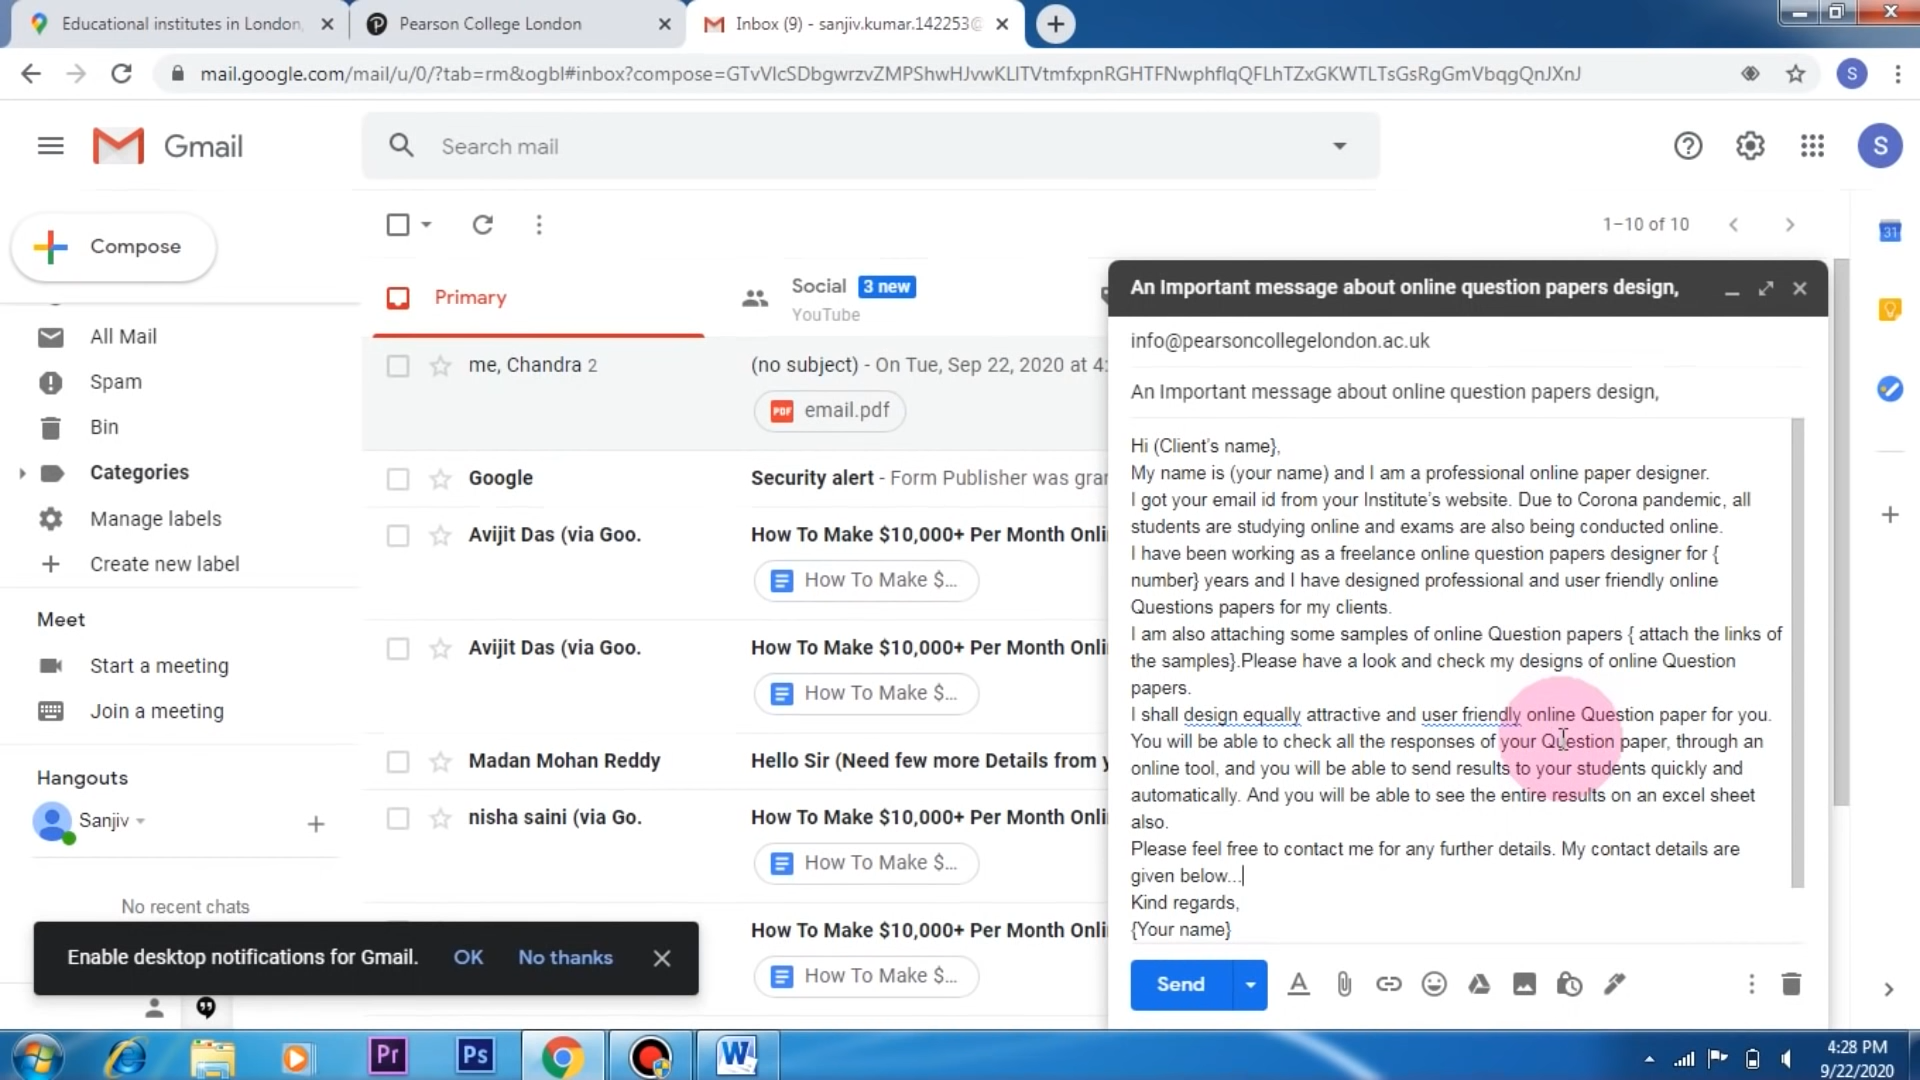 Educational institutes in London,
Pearson College London
Inbox (9) - sanjiv.kumar.142253@
mail.google.com/mail/u/0/?tab=rm&ogbl#inbox?compose=GTvVlcSDbgwrzvZMPShwHJvwKLlTVtmfxpnRGHTFNwphflqQFLhTZxGKWTLTsGsRgGmVbqgQnJXnJ
S
Gmail
Search mail
S
Compose
1–10 of 10
31
All Mail
Spam
Bin
Categories
Manage labels
Create new label
Meet
Start a meeting
Join a meeting
Hangouts
Sanjiv
No recent chats
Primary
Social 3 new
YouTube
me, Chandra 2
(no subject) - On Tue, Sep 22, 2020 at 4:
PDF email.pdf
Google
Security alert - Form Publisher was gran
Avijit Das (via Goo.
How To Make $10,000+ Per Month Onli
How To Make $...
Avijit Das (via Goo.
How To Make $10,000+ Per Month Onli
How To Make $...
Madan Mohan Reddy
Hello Sir (Need few more Details from y
nisha saini (via Go.
How To Make $10,000+ Per Month Onli
How To Make $...
How To Make $10,000+ Per Month Onli
How To Make $...
Enable desktop notifications for Gmail. OK No thanks
An Important message about online question papers design,
info@pearsoncollegelondon.ac.uk
An Important message about online question papers design,
Hi (Client's name},
My name is (your name) and I am a professional online paper designer.
I got your email id from your Institute's website. Due to Corona pandemic, all
students are studying online and exams are also being conducted online.
I have been working as a freelance online question papers designer for {
number} years and I have designed professional and user friendly online
Questions papers for my clients.
I am also attaching some samples of online Question papers { attach the links of
the samples}.Please have a look and check my designs of online Question
papers.
I shall design equally attractive and user friendly online Question paper for you.
You will be able to check all the responses of your Question paper, through an
online tool, and you will be able to send results to your students quickly and
automatically. And you will be able to see the entire results on an excel sheet
also.
Please feel free to contact me for any further details. My contact details are
given below...
Kind regards,
{Your name}
Send
Pr
Ps
W
4:28 PM
9/22/2020